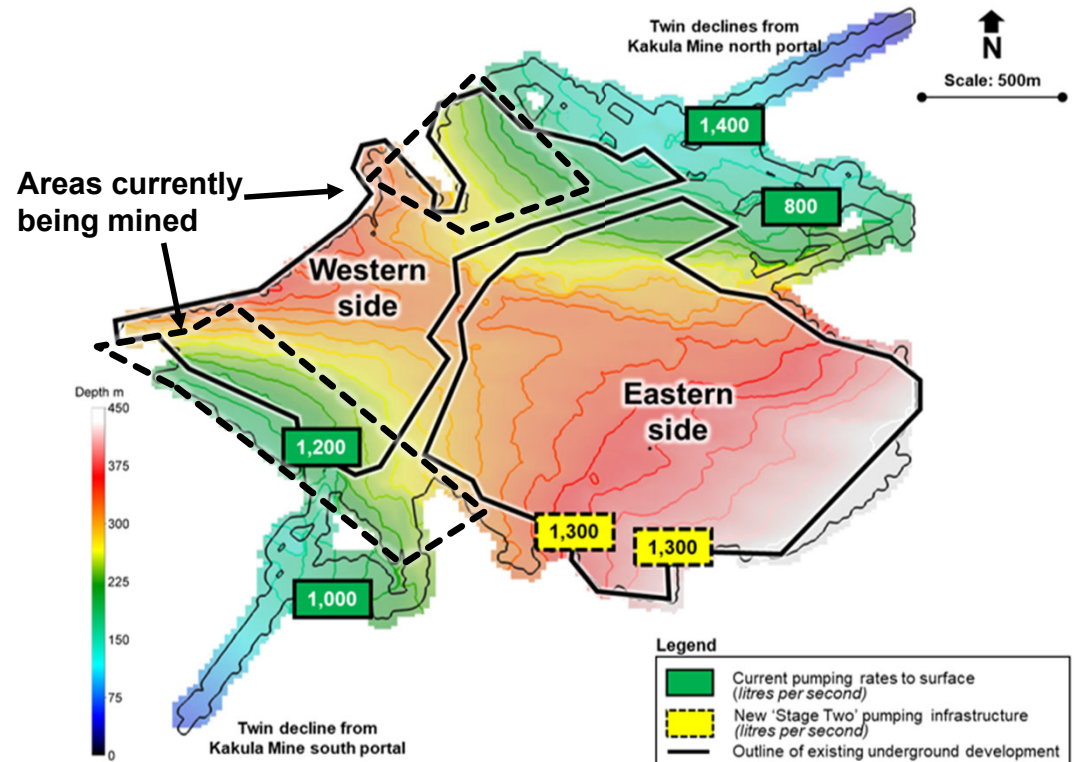 Twin declines from
Kakula Mine north portal
N
Scale: 500m
1,400
Areas currently
being mined
800
Western
side
Depth m
450
375
300
225
150
75
0
Eastern
side
1,200
1,300
1,300
1,000
Twin decline from
Kakula Mine south portal
Legend
Current pumping rates to surface
(litres per second)
New ‘Stage Two’ pumping infrastructure
(litres per second)
Outline of existing underground development